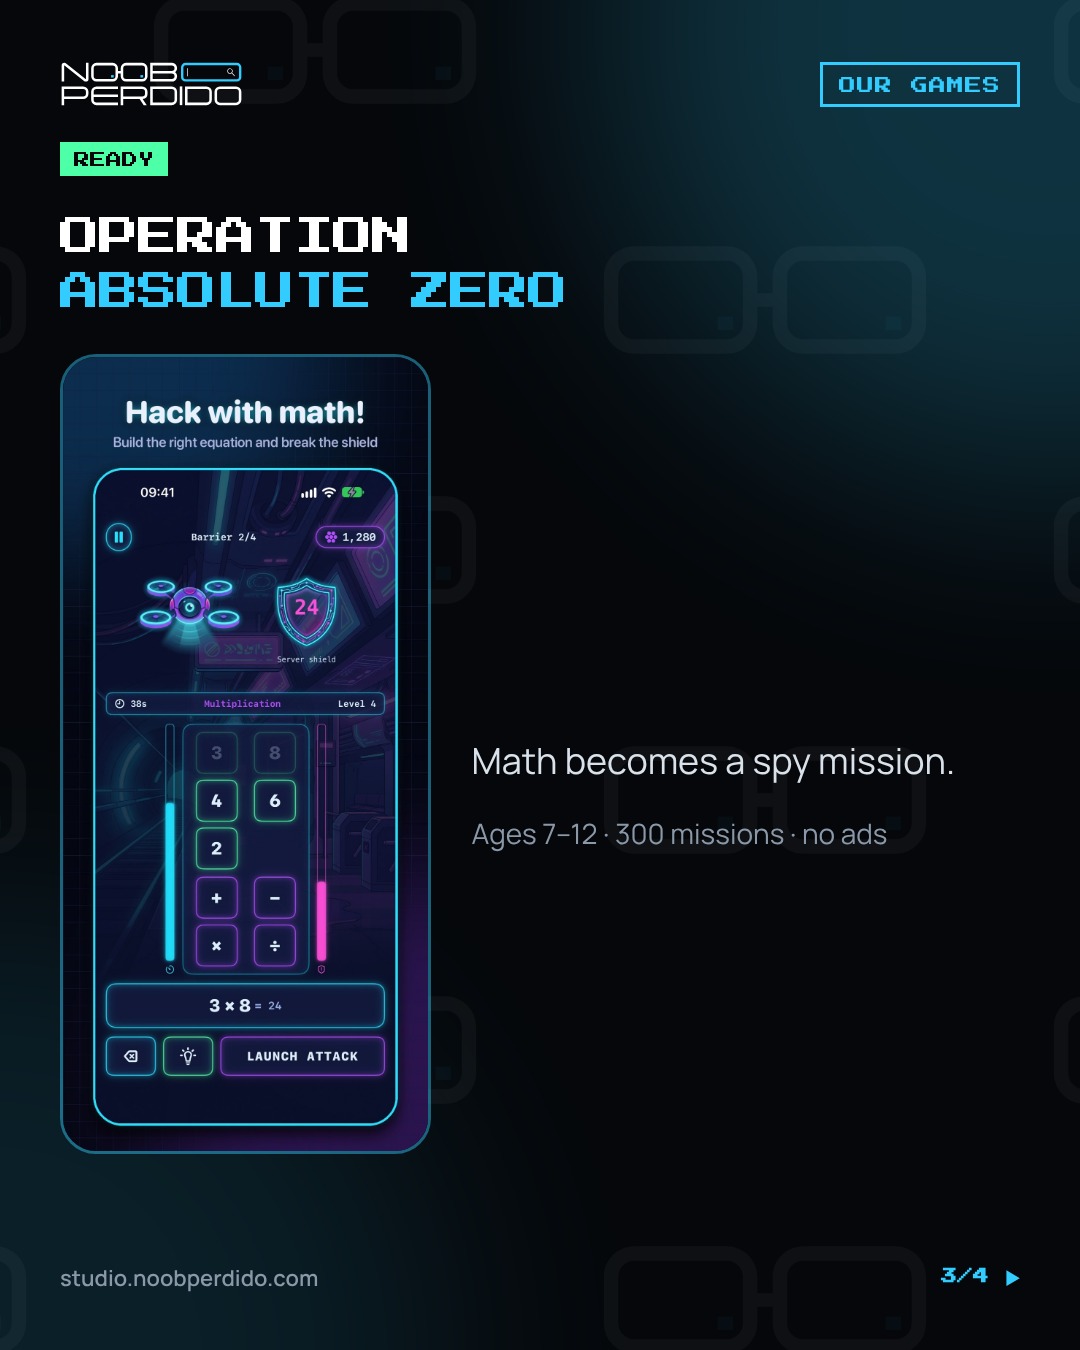 NOOB
PERDIDO
OUR GAMES
READY
OPERATION
ABSOLUTE ZERO
Hack with math!
Build the right equation and break the shield
09:41
Barrier 2/4
1,280
24
Server shield
38s Multiplication Level 4
3 8
4 6
2
+ −
× ÷
3 × 8 = 24
LAUNCH ATTACK
Math becomes a spy mission.
Ages 7–12 · 300 missions · no ads
studio.noobperdido.com
3/4